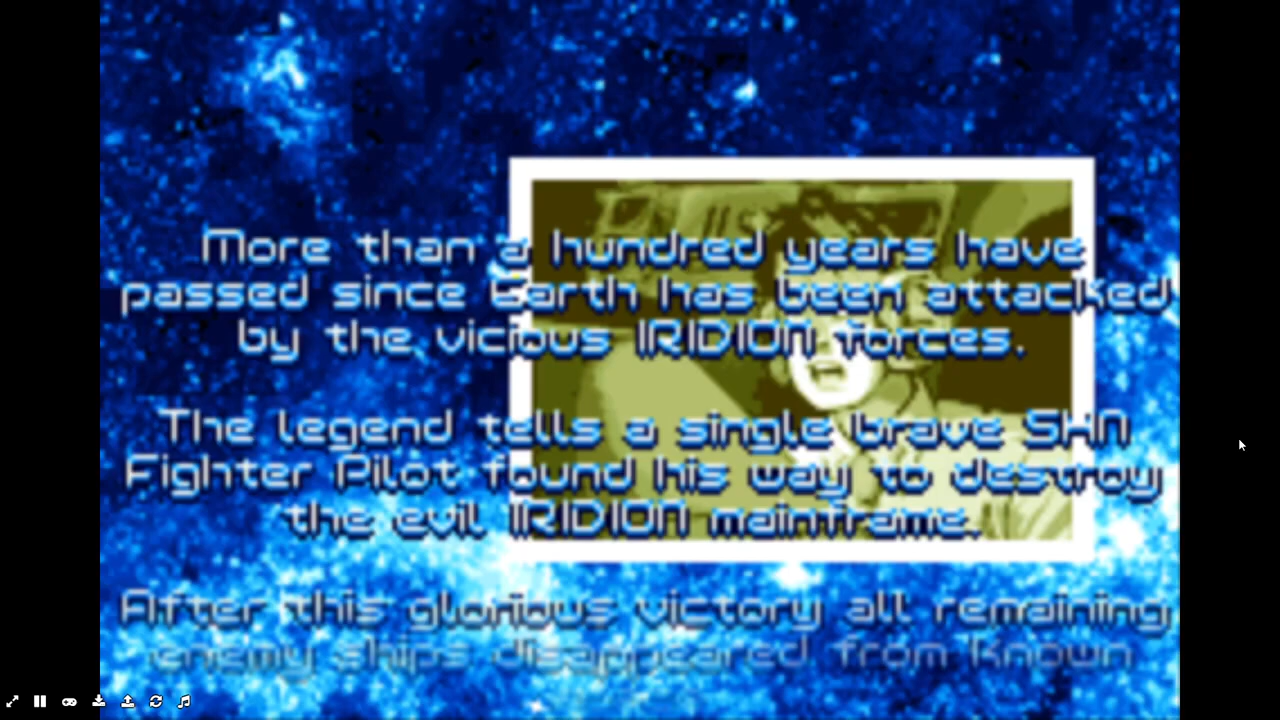 More than a hundred years have
passed since Earth has been attacked
by the vicious IRIDION forces.
The legend tells a single brave SHN
Fighter Pilot found his way to destroy
the evil IRIDION mainframe.
After this glorious victory all remaining
enemy ships disappeared from known